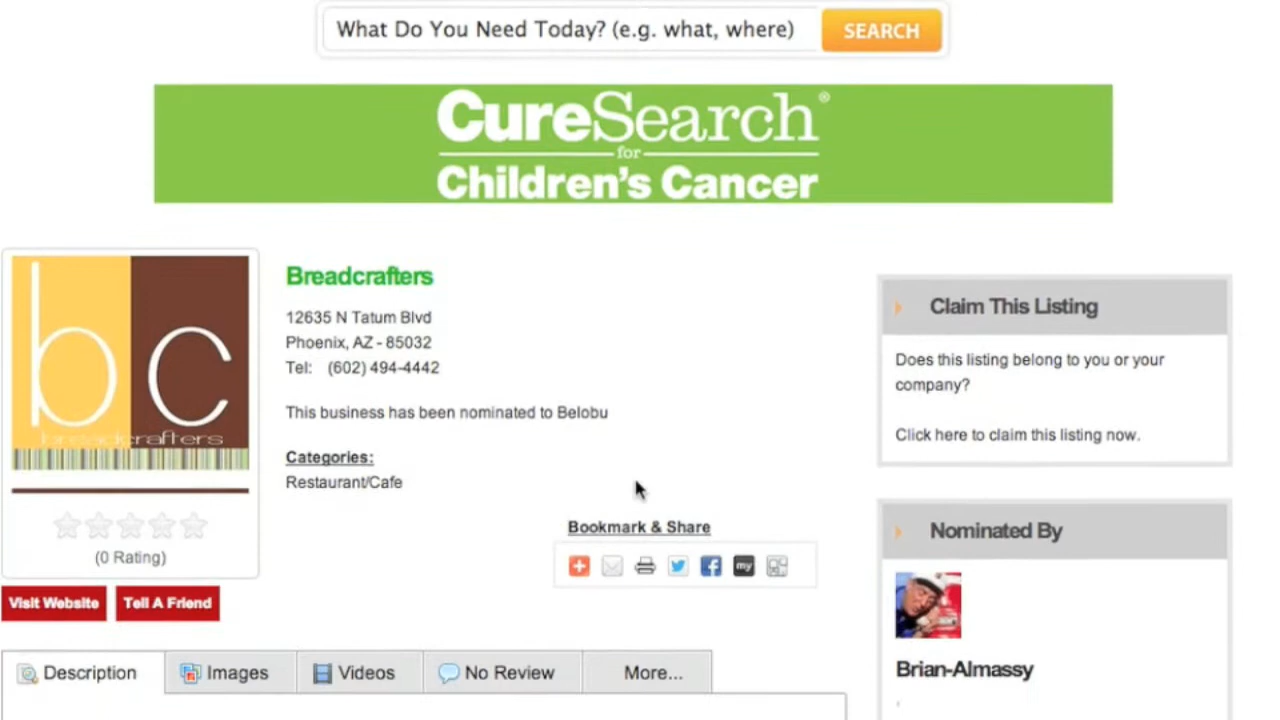 What Do You Need Today? (e.g. what, where)
SEARCH
CureSearch®
for
Children's Cancer
bc
breadcrafters
(0 Rating)
Visit Website
Tell A Friend
Breadcrafters
12635 N Tatum Blvd
Phoenix, AZ - 85032
Tel: (602) 494-4442
This business has been nominated to Belobu
Categories:
Restaurant/Cafe
Bookmark & Share
my
Claim This Listing
Does this listing belong to you or your
company?
Click here to claim this listing now.
Nominated By
Brian-Almassy
Description
Images
Videos
No Review
More...